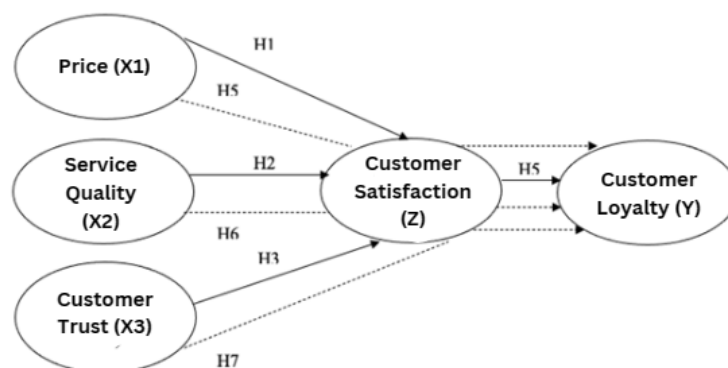 H1
Price (X1)
H5
Service
Quality
(X2)
H2
Customer
Satisfaction
(Z)
H5
Customer
Loyalty (Y)
H6
H3
Customer
Trust (X3)
H7